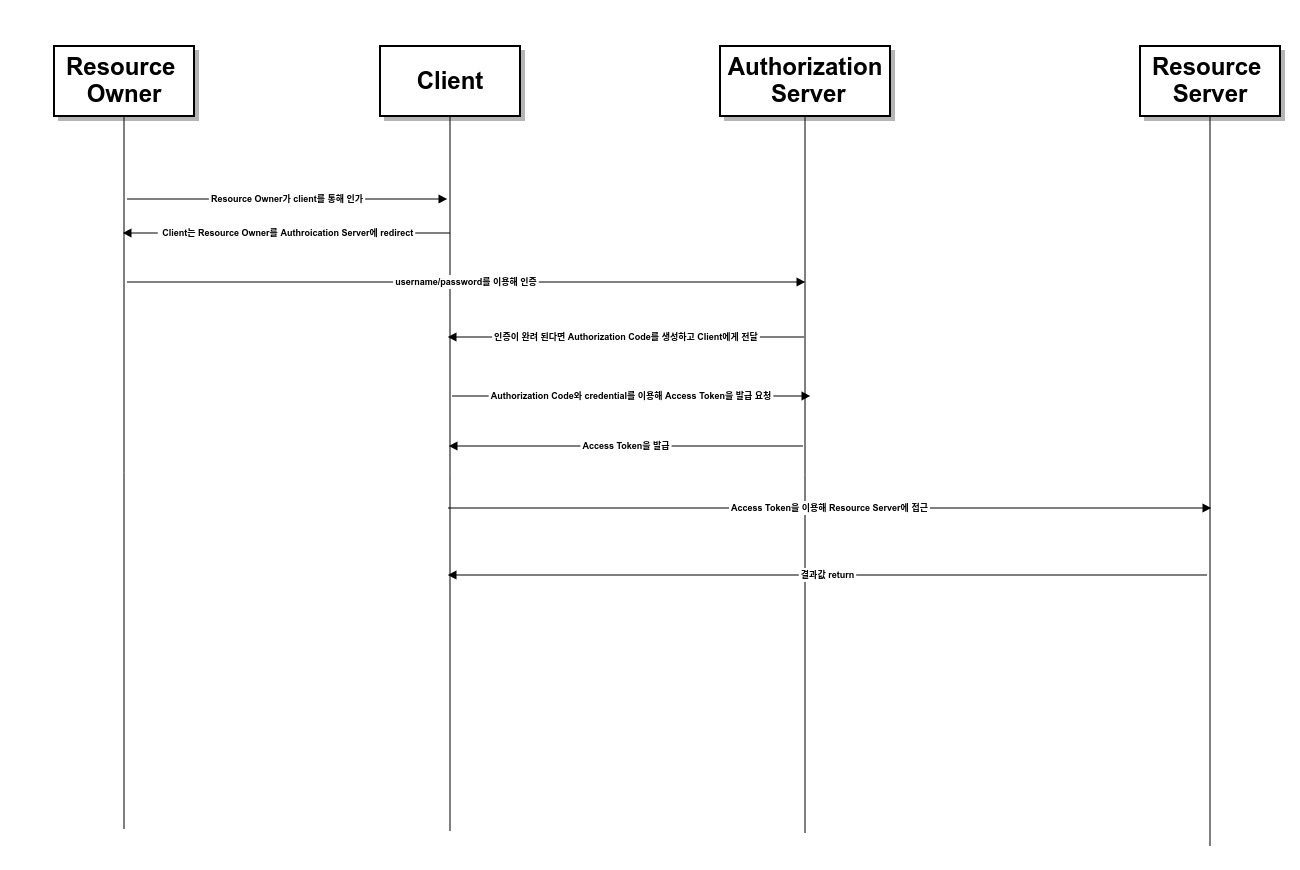 Resource
Owner
Client
Authorization
Server
Resource
Server
Resource Owner가 client를 통해 인가
Client는 Resource Owner를 Authroication Server에 redirect
username/password를 이용해 인증
인증이 완려 된다면 Authorization Code를 생성하고 Client에게 전달
Authorization Code와 credential를 이용해 Access Token을 발급 요청
Access Token을 발급
Access Token을 이용해 Resource Server에 접근
결과값 return